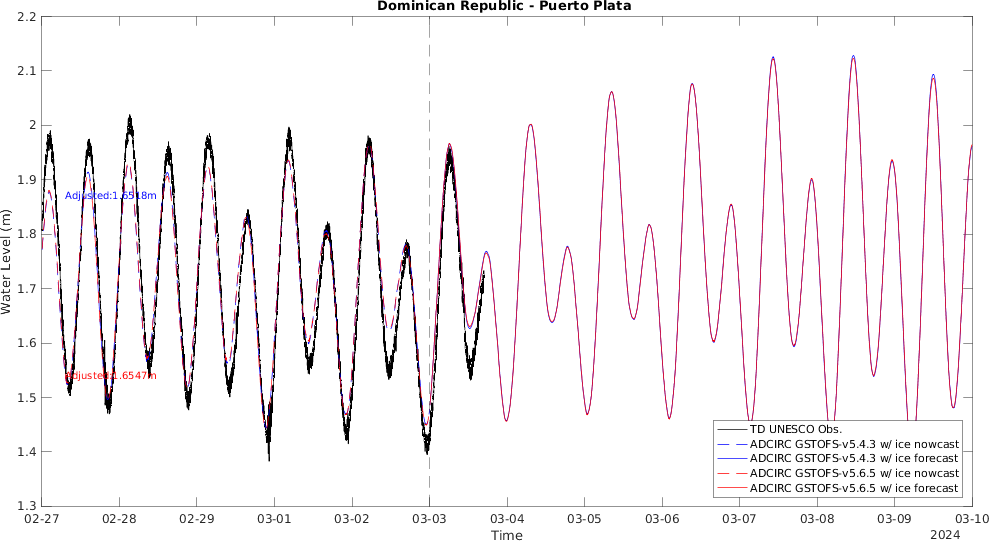 Dominican Republic - Puerto Plata
2.2
2.1
2
1.9
1.8
1.7
1.6
1.5
1.4
1.3
Water Level (m)
Adjusted:1.6518m
Adjusted:1.6547m
TD UNESCO Obs.
ADCIRC GSTOFS-v5.4.3 w/ ice nowcast
ADCIRC GSTOFS-v5.4.3 w/ ice forecast
ADCIRC GSTOFS-v5.6.5 w/ ice nowcast
ADCIRC GSTOFS-v5.6.5 w/ ice forecast
02-27 02-28 02-29 03-01 03-02 03-03 03-04 03-05 03-06 03-07 03-08 03-09 03-10
Time
2024